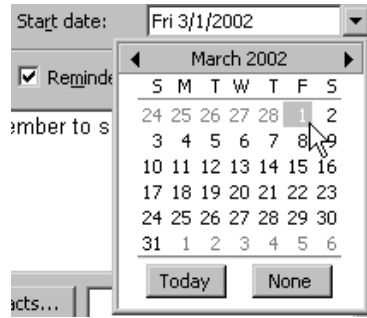 Start date: Fri 3/1/2002
March 2002
Reminde
S M T W T F S
24 25 26 27 28 1 2
ember to s
3 4 5 6 7 8 9
10 11 12 13 14 15 16
17 18 19 20 21 22 23
24 25 26 27 28 29 30
31 1 2 3 4 5 6
Today None
acts...